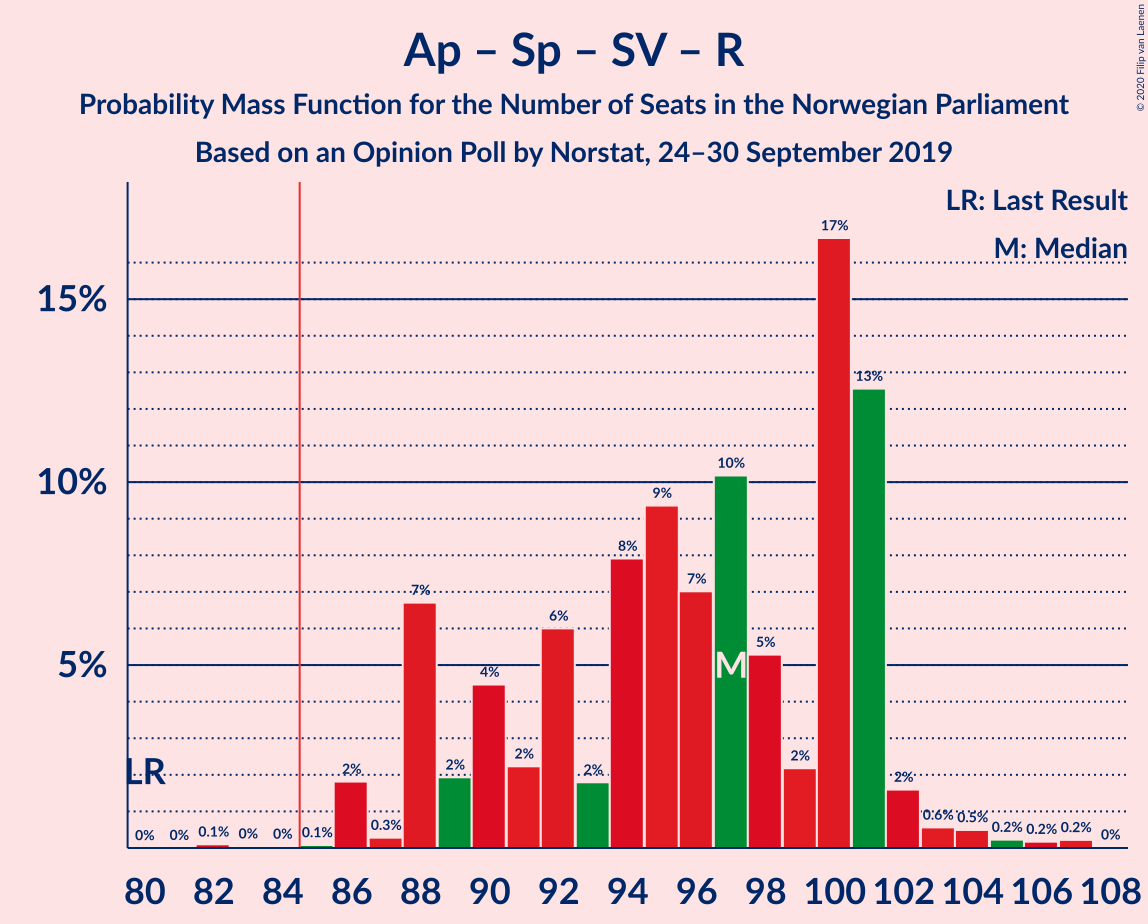 Ap – Sp – SV – R
Probability Mass Function for the Number of Seats in the Norwegian Parliament
Based on an Opinion Poll by Norstat, 24–30 September 2019
© 2020 Filip van Laenen
LR: Last Result
M: Median
15%
10%
5%
LR
M
0% 0% 0.1% 0% 0% 0.1% 2% 0.3% 7% 2% 4% 2% 6% 2% 8% 9% 7% 10% 5% 2% 17% 13% 2% 0.6% 0.5% 0.2% 0.2% 0.2% 0%
80 82 84 86 88 90 92 94 96 98 100 102 104 106 108